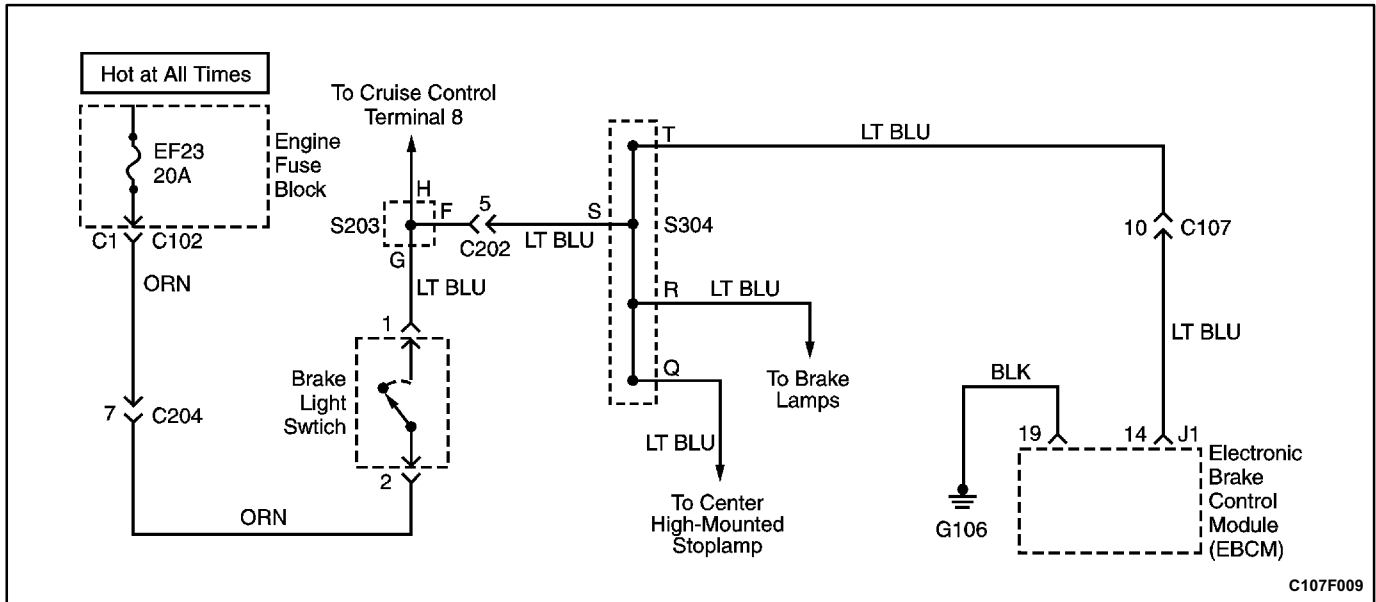 Hot at All Times
EF23
20A
Engine
Fuse
Block
C1
C102
ORN
7
C204
ORN
To Cruise Control
Terminal 8
H
S203
F
G
5
C202
LT BLU
LT BLU
1
Brake
Light
Swtich
2
S
T
S304
R
Q
LT BLU
LT BLU
To Brake
Lamps
LT BLU
To Center
High-Mounted
Stoplamp
10
C107
LT BLU
BLK
G106
19
14
J1
Electronic
Brake
Control
Module
(EBCM)
C107F009